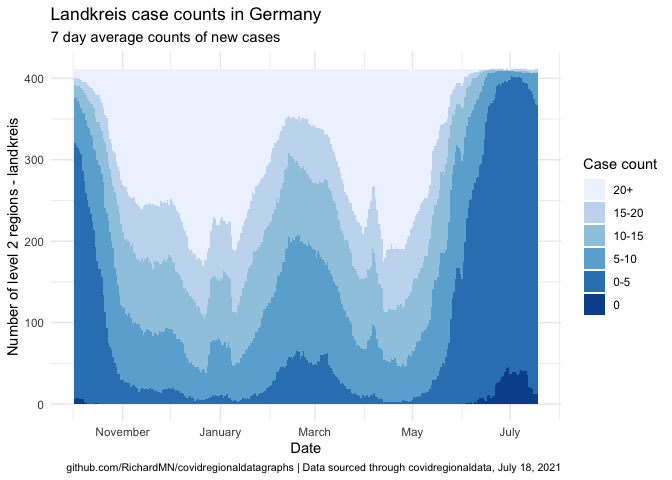 Landkreis case counts in Germany
7 day average counts of new cases
Number of level 2 regions - landkreis
400
300
200
100
0
November
January
March
May
July
Date
Case count
20+
15-20
10-15
5-10
0-5
0
github.com/RichardMN/covidregionaldatagraphs | Data sourced through covidregionaldata, July 18, 2021